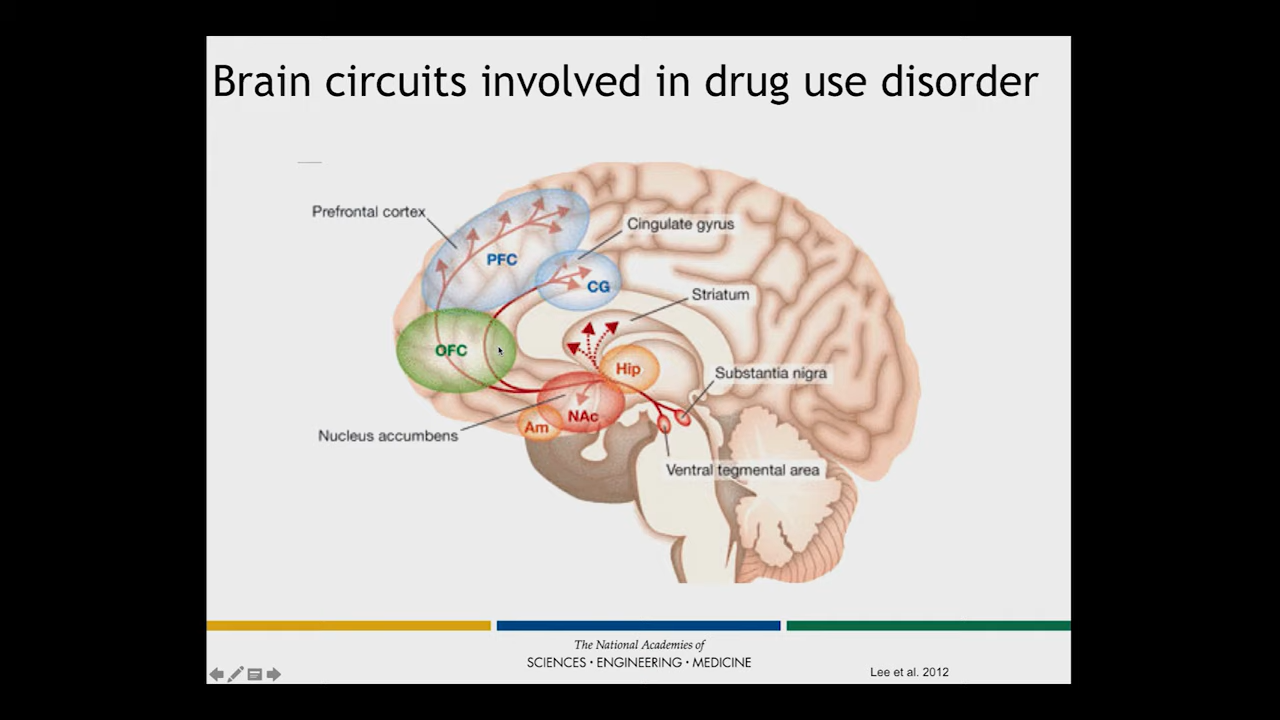 Brain circuits involved in drug use disorder
Prefrontal cortex
Cingulate gyrus
PFC
CG
Striatum
OFC
Hip
Substantia nigra
NAc
Am
Nucleus accumbens
Ventral tegmental area
The National Academies of
SCIENCES · ENGINEERING · MEDICINE
Lee et al. 2012